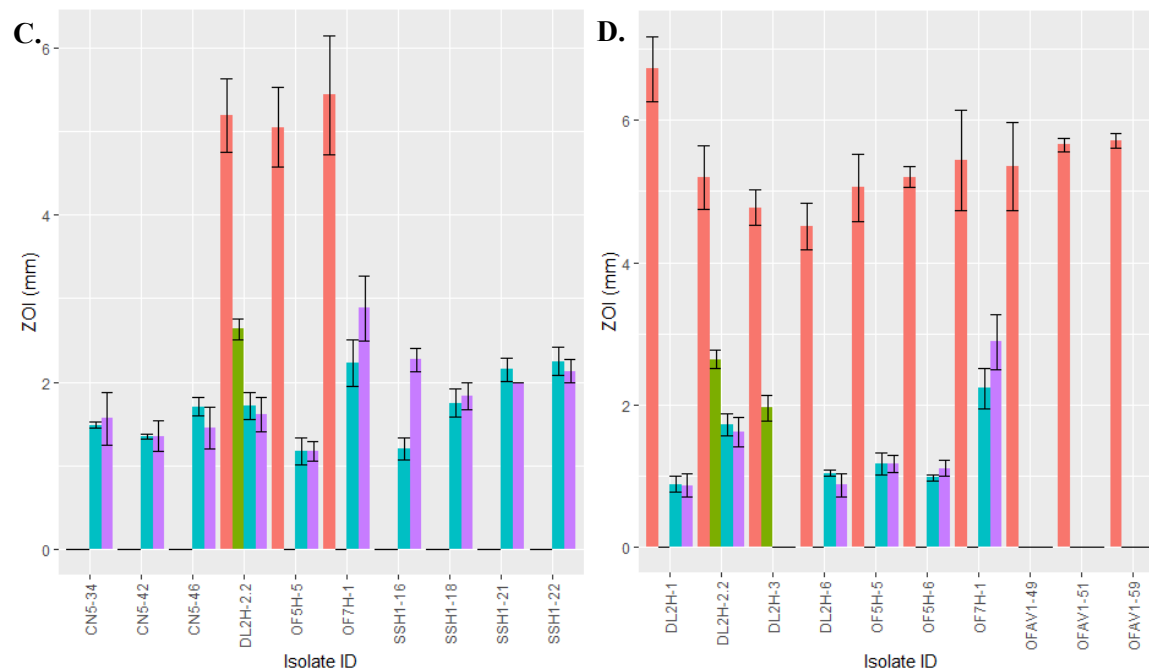 C.
ZOI (mm)
6
4
2
0
CN5-34
CN5-42
CN5-46
DL2H-2.2
OF5H-5
OF7H-1
SSH1-16
SSH1-18
SSH1-21
SSH1-22
Isolate ID
D.
ZOI (mm)
6
4
2
0
DL2H-1
DL2H-2.2
DL2H-3
DL2H-6
OF5H-5
OF5H-6
OF7H-1
OFAV1-49
OFAV1-51
OFAV1-59
Isolate ID